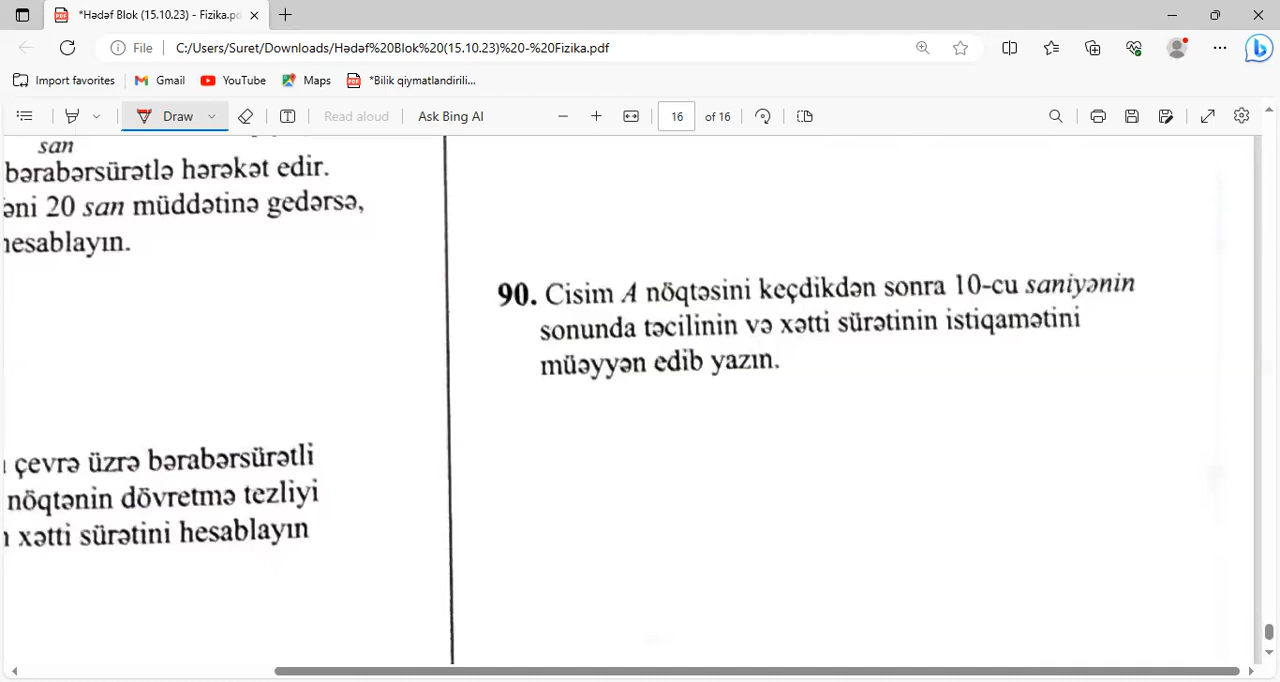 *Hədəf Blok (15.10.23) - Fizika.pd
File
C:/Users/Suret/Downloads/Hədəf%20Blok%20(15.10.23)%20-%20Fizika.pdf
Import favorites
Gmail
YouTube
Maps
*Bilik qiymatlandirili...
Draw
Read aloud
Ask Bing AI
16
of 16
san
bərabərsürətlə hərəkət edir.
əni 20 san müddətinə gedərsə,
hesablayın.
çevrə üzrə bərabərsürətli
nöqtənin dövretmə tezliyi
xətti sürətini hesablayın
90. Cisim A nöqtəsini keçdikdən sonra 10-cu saniyənin
sonunda təcilinin və xətti sürətinin istiqamətini
müəyyən edib yazın.